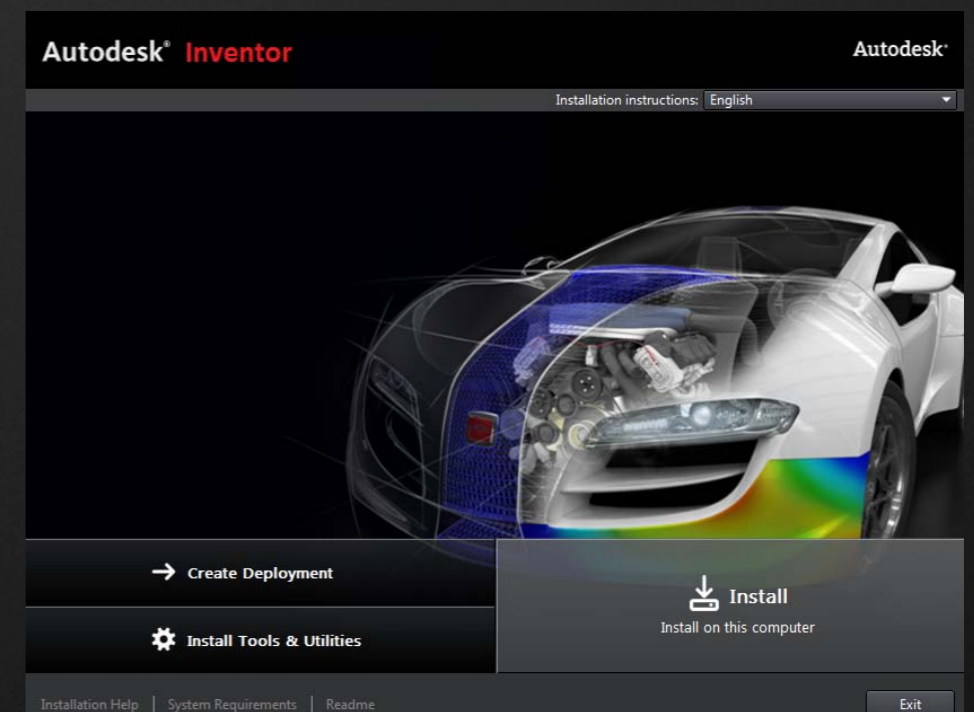 Autodesk® Inventor
Autodesk®
Installation instructions: English
Create Deployment
Install Tools & Utilities
Install
Install on this computer
Installation Help | System Requirements | Readme
Exit